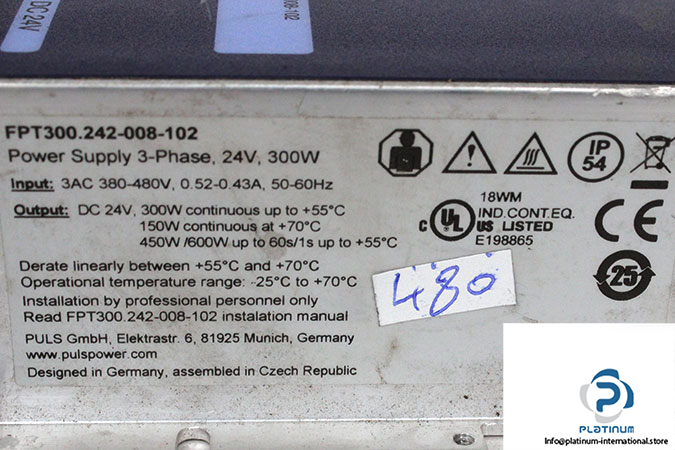 DC 24V
008-102
FPT300.242-008-102
Power Supply 3-Phase, 24V, 300W
Input: 3AC 380-480V, 0.52-0.43A, 50-60Hz
Output: DC 24V, 300W continuous up to +55°C
150W continuous at +70°C
450W /600W up to 60s/1s up to +55°C
Derate linearly between +55°C and +70°C
Operational temperature range: -25°C to +70°C
Installation by professional personnel only
Read FPT300.242-008-102 instalation manual
PULS GmbH, Elektrastr. 6, 81925 Munich, Germany
www.pulspower.com
Designed in Germany, assembled in Czech Republic
IP
54
18WM
IND.CONT.EQ.
C UL US LISTED
E198865
CE
25
480
PLATINUM
Info@platinum-international.store